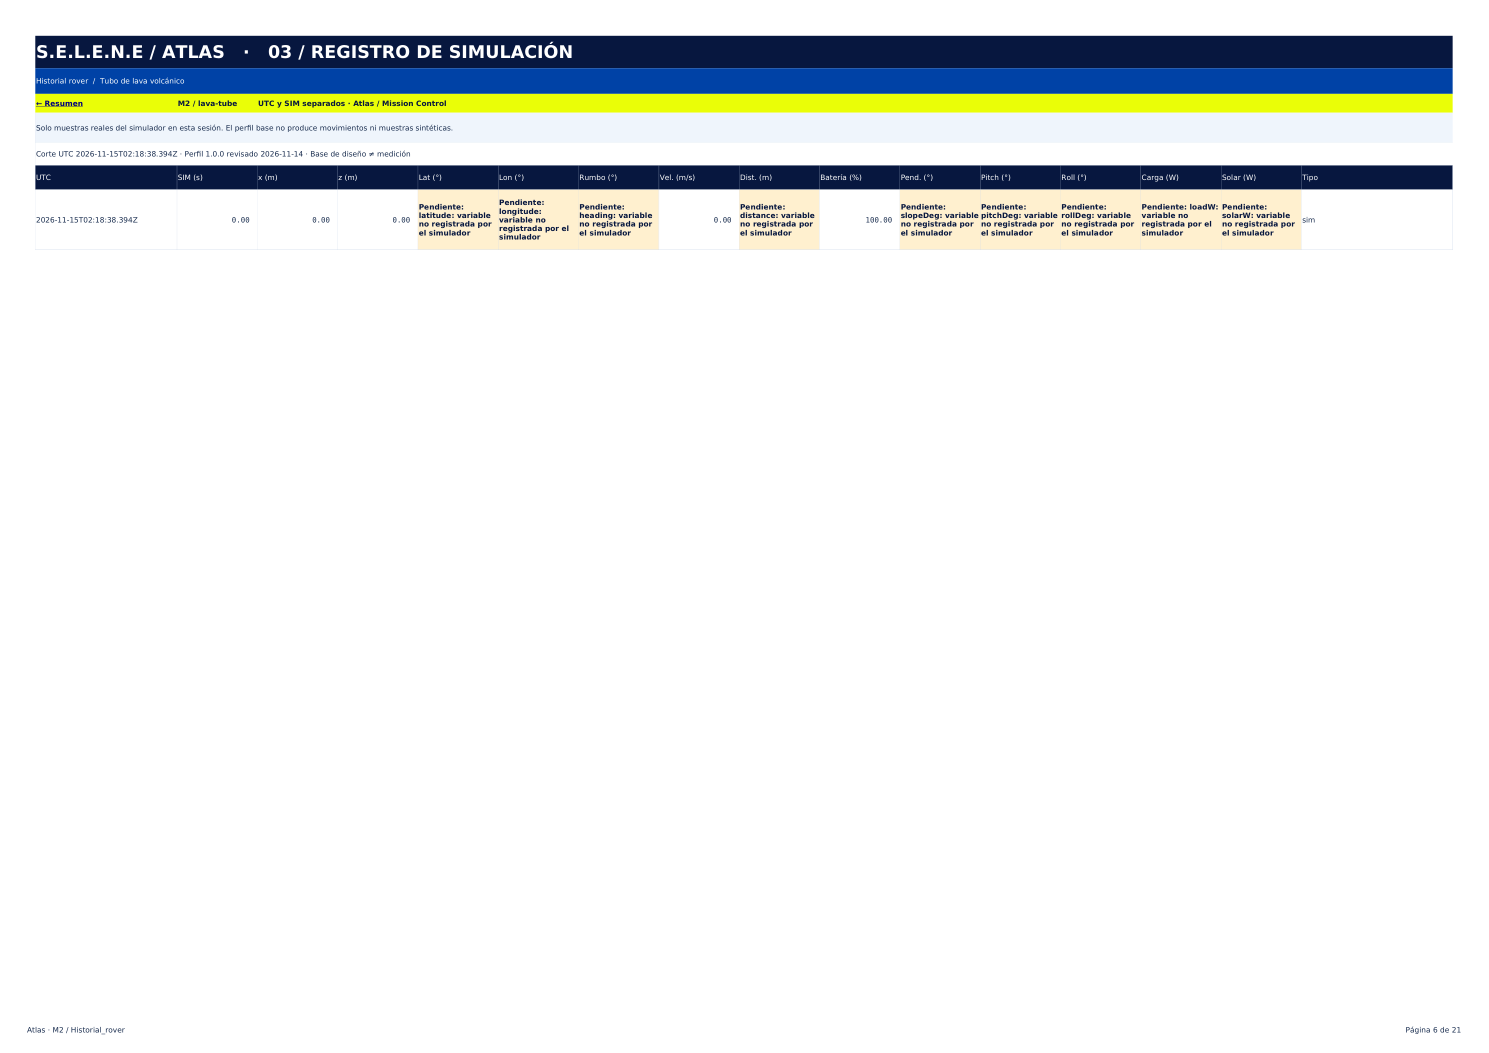 S.E.L.E.N.E / ATLAS · 03 / REGISTRO DE SIMULACIÓN
Historial rover / Tubo de lava volcánico
← Resumen M2 / lava-tube UTC y SIM separados · Atlas / Mission Control
Solo muestras reales del simulador en esta sesión. El perfil base no produce movimientos ni muestras sintéticas.
Corte UTC 2026-11-15T02:18:38.394Z · Perfil 1.0.0 revisado 2026-11-14 · Base de diseño ≠ medición
UTC SIM (s) x (m) z (m) Lat (°) Lon (°) Rumbo (°) Vel. (m/s) Dist. (m) Batería (%) Pend. (°) Pitch (°) Roll (°) Carga (W) Solar (W) Tipo
2026-11-15T02:18:38.394Z 0.00 0.00 0.00
Pendiente:
latitude: variable
no registrada por
el simulador
Pendiente:
longitude:
variable no
registrada por el
simulador
Pendiente:
heading: variable
no registrada por
el simulador
0.00
Pendiente:
distance: variable
no registrada por
el simulador
100.00
Pendiente:
slopeDeg: variable
no registrada por
el simulador
Pendiente:
pitchDeg: variable
no registrada por
el simulador
Pendiente:
rollDeg: variable
no registrada por
el simulador
Pendiente: loadW:
variable no
registrada por el
simulador
Pendiente:
solarW: variable
no registrada por
el simulador
sim
Atlas · M2 / Historial_rover Página 6 de 21